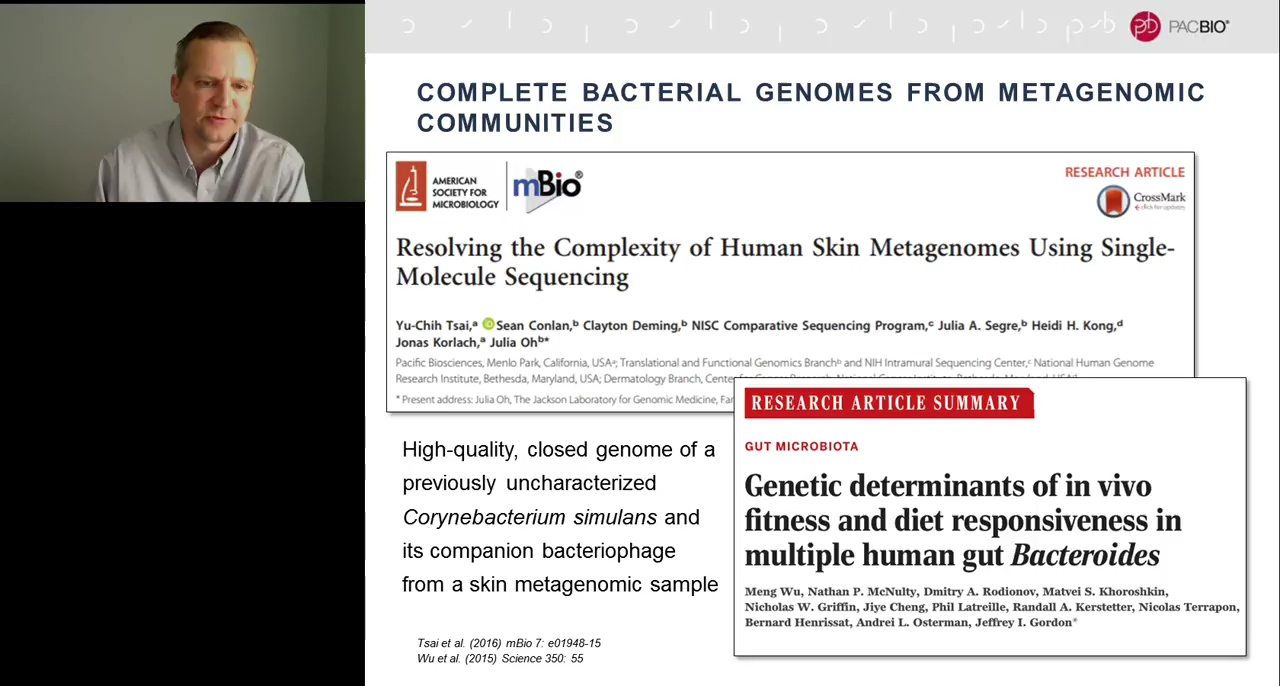 PACBIO®
COMPLETE BACTERIAL GENOMES FROM METAGENOMIC
COMMUNITIES
AMERICAN
SOCIETY FOR
MICROBIOLOGY
mBio®
RESEARCH ARTICLE
CrossMark
click for updates
Resolving the Complexity of Human Skin Metagenomes Using Single-
Molecule Sequencing
Yu-Chih Tsai,ᵃ Sean Conlan,ᵇ Clayton Deming,ᵇ NISC Comparative Sequencing Program,ᶜ Julia A. Segre,ᵇ Heidi H. Kong,ᵈ
Jonas Korlach,ᵃ Julia Ohᵇ*
Pacific Biosciences, Menlo Park, California, USAᵃ; Translational and Functional Genomics Branchᵇ and NIH Intramural Sequencing Center,ᶜ National Human Genome
Research Institute, Bethesda, Maryland, USA; Dermatology Branch, Center
* Present address: Julia Oh, The Jackson Laboratory for Genomic Medicine, Far
RESEARCH ARTICLE SUMMARY
GUT MICROBIOTA
Genetic determinants of in vivo
fitness and diet responsiveness in
multiple human gut Bacteroides
Meng Wu, Nathan P. McNulty, Dmitry A. Rodionov, Matvei S. Khoroshkin,
Nicholas W. Griffin, Jiye Cheng, Phil Latreille, Randall A. Kerstetter, Nicolas Terrapon,
Bernard Henrissat, Andrei L. Osterman, Jeffrey I. Gordon*
High-quality, closed genome of a
previously uncharacterized
Corynebacterium simulans and
its companion bacteriophage
from a skin metagenomic sample
Tsai et al. (2016) mBio 7: e01948-15
Wu et al. (2015) Science 350: 55